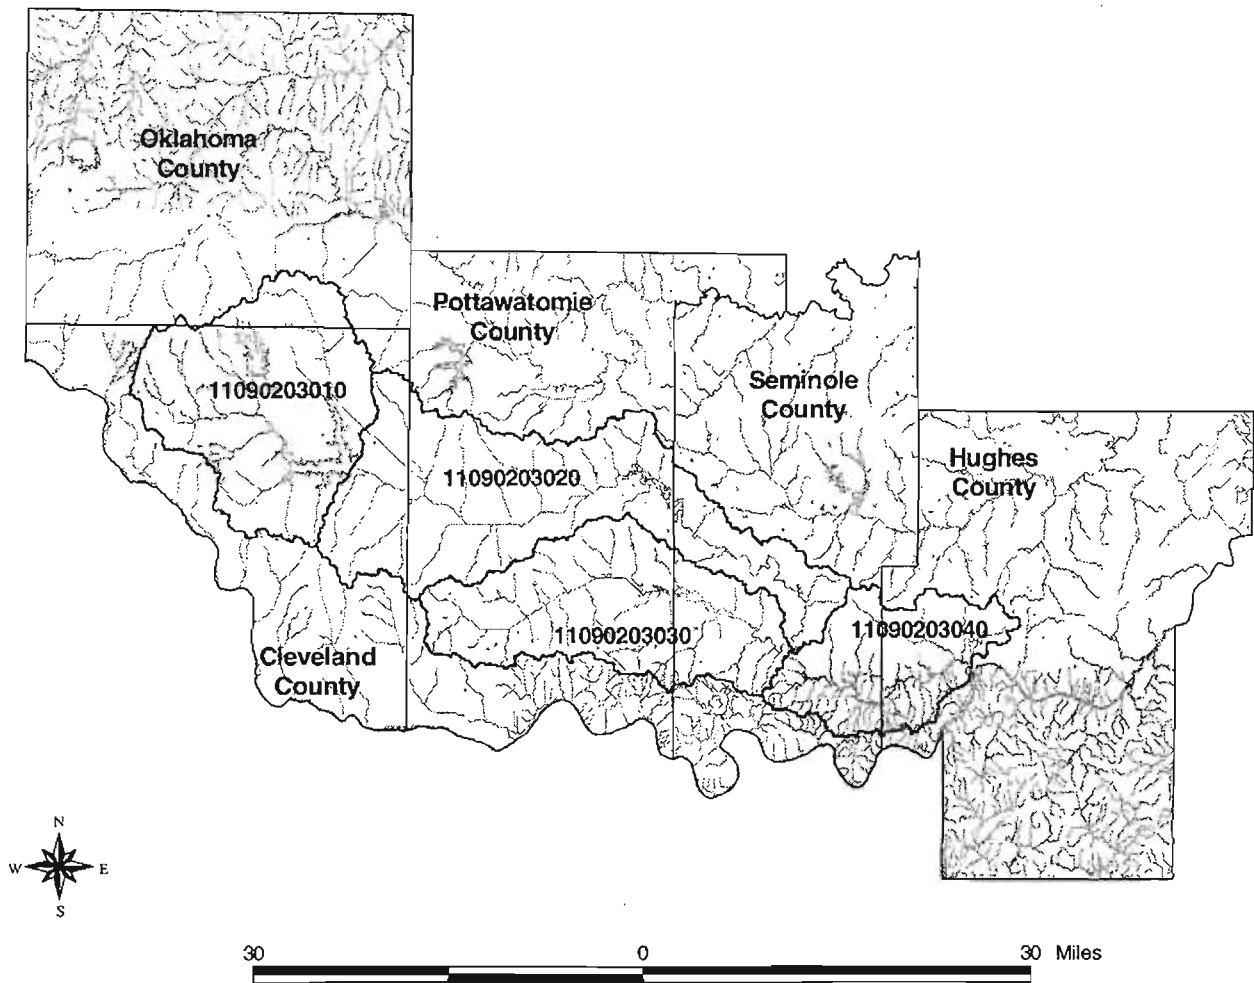 Oklahoma
County
Pottawatomie
County
11090203010
Seminole
County
11090203020
Hughes
County
11090203030
11090203040
Cleveland
County
N
W
E
S
30
0
30 Miles